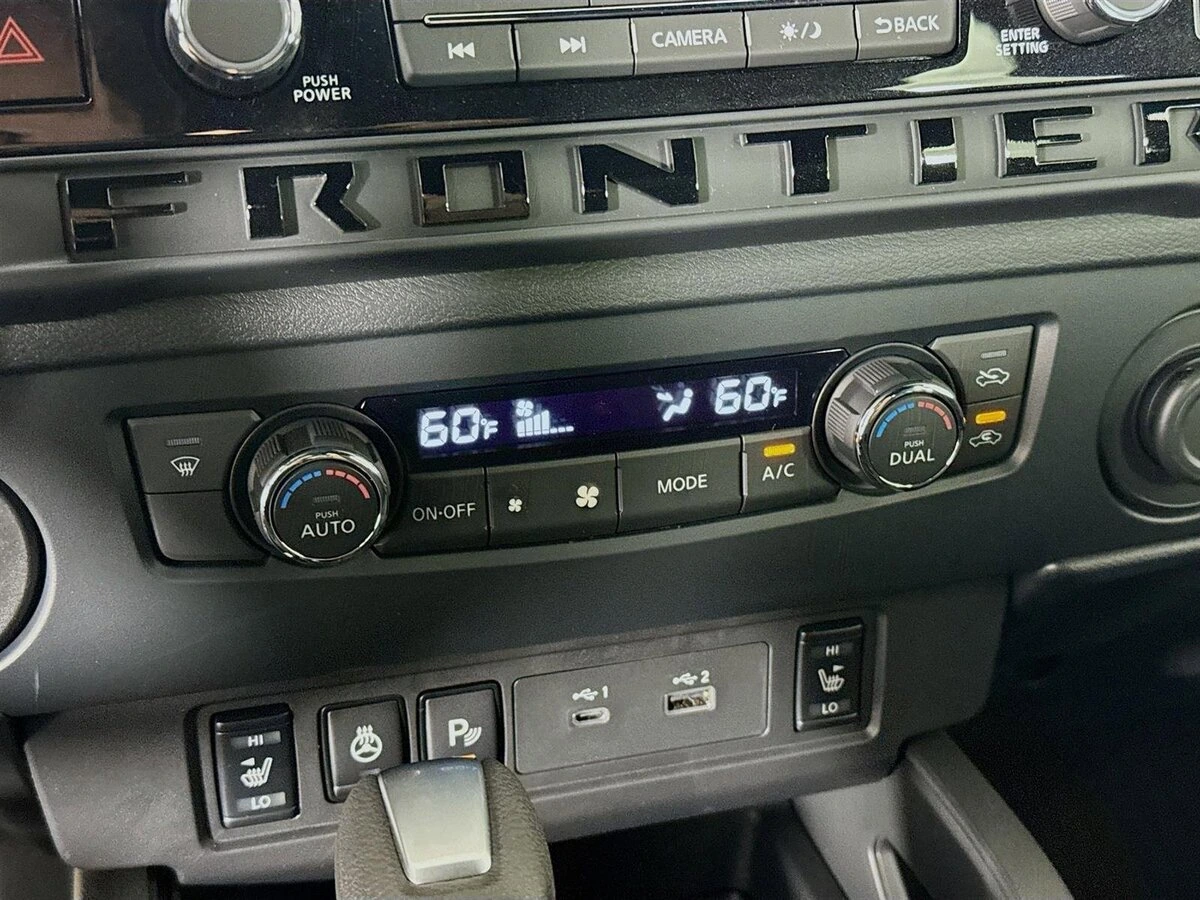 CAMERA
BACK
PUSH
POWER
ENTER
SETTING
FRONTIER
60°F
60°F
PUSH
AUTO
ON·OFF
MODE
A/C
PUSH
DUAL
HI
LO
P
1
2
HI
LO